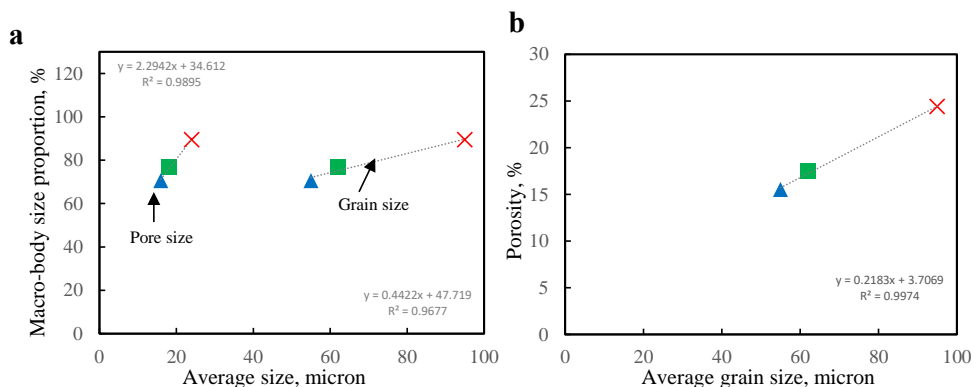 a
Macro-body size proportion, %
120
100
80
60
40
20
0
y = 2.2942x + 34.612
R² = 0.9895
Pore size
Grain size
y = 0.4422x + 47.719
R² = 0.9677
0 20 40 60 80 100
Average size, micron
b
Porosity, %
30
25
20
15
10
5
0
y = 0.2183x + 3.7069
R² = 0.9974
0 20 40 60 80 100
Average grain size, micron